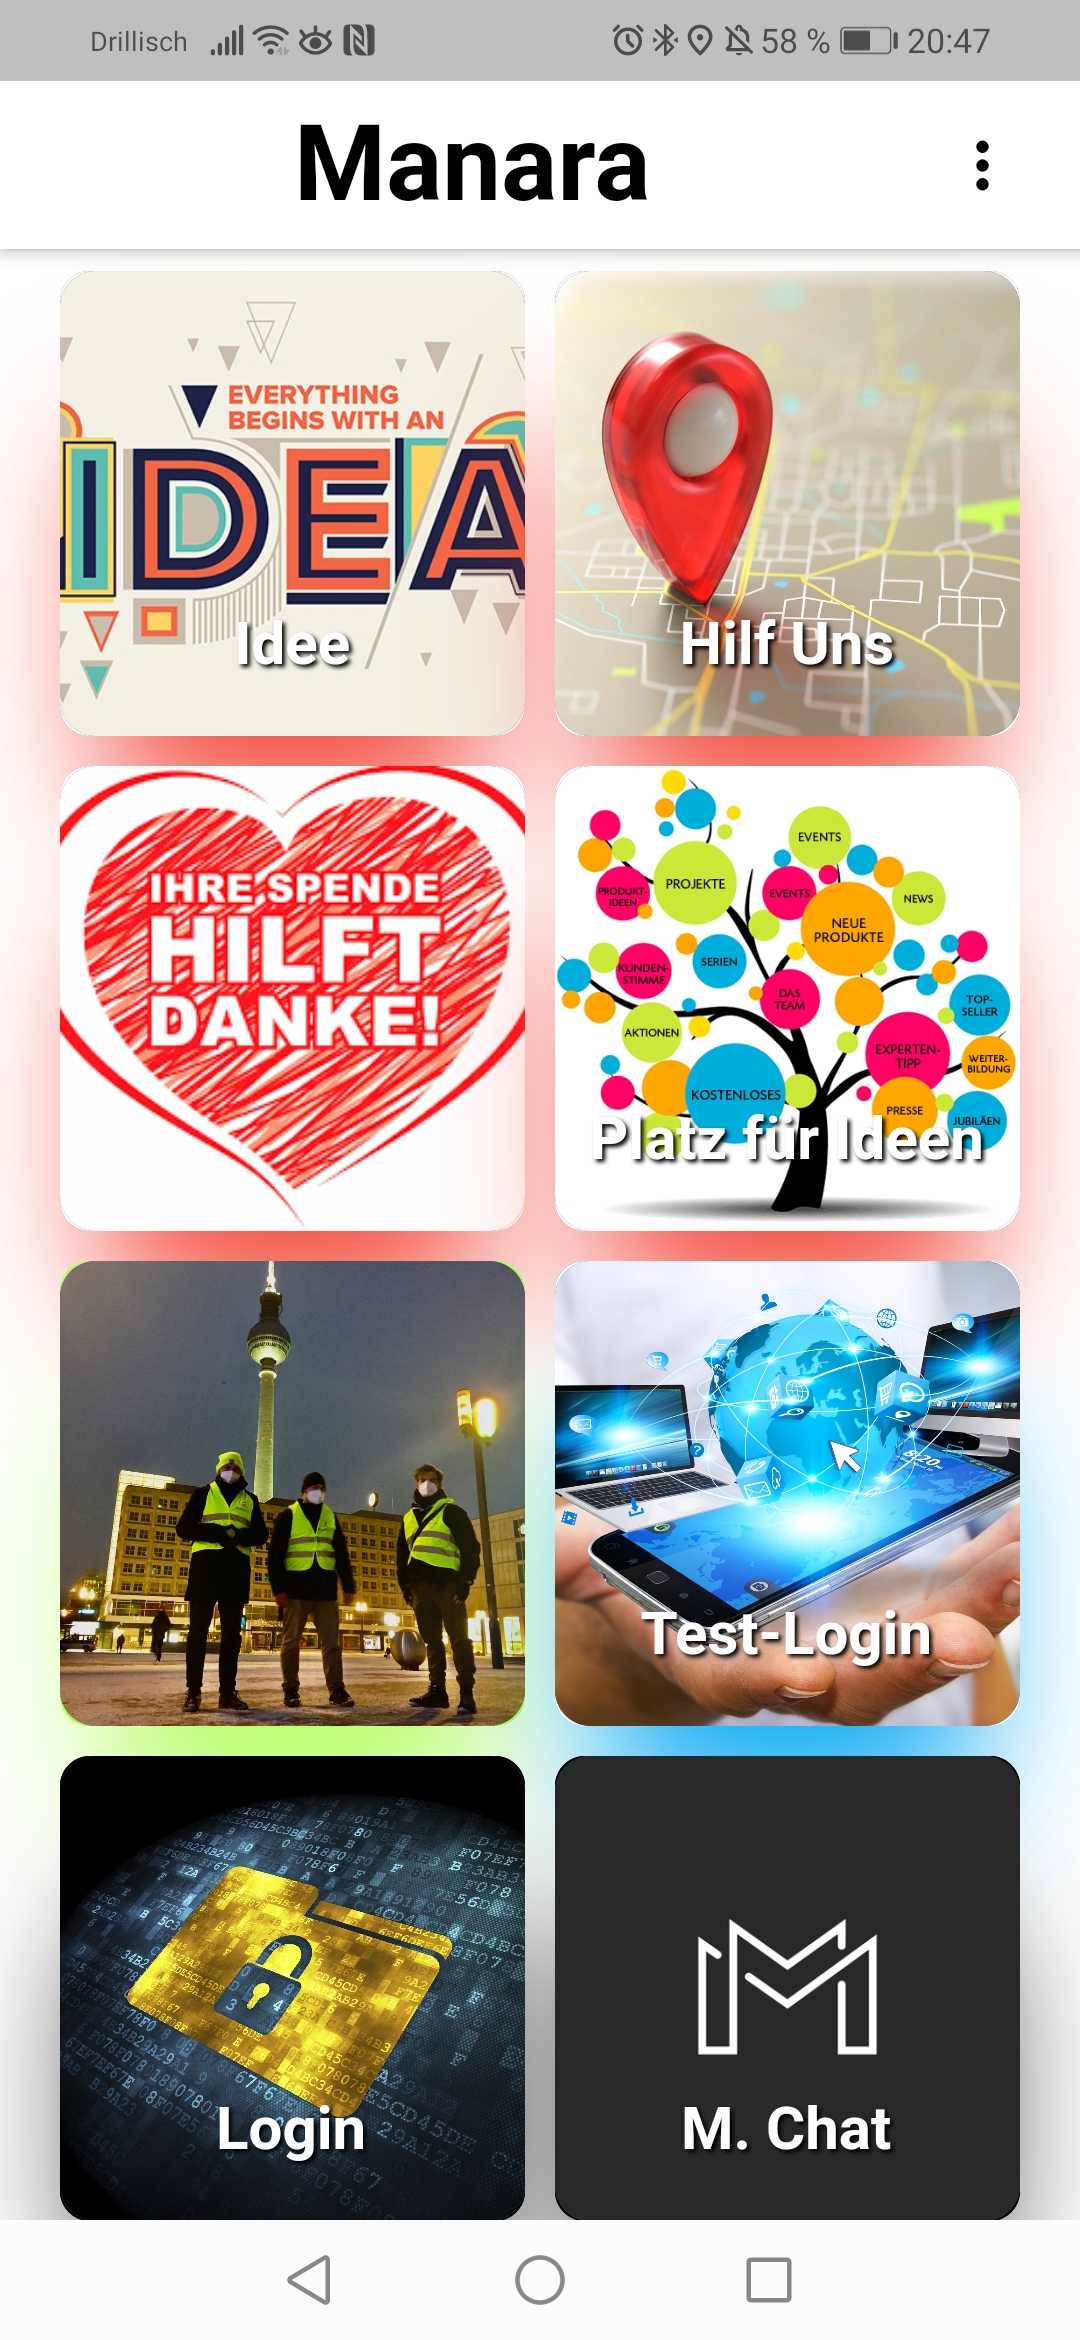 Drillisch
58 %
20:47
Manara
EVERYTHING
BEGINS WITH AN
IDEA
Idee
Hilf Uns
IHRE SPENDE
HILFT
DANKE!
EVENTS
PROJEKTE
PRODUKT-
IDEEN
EVENTS
NEWS
NEUE
PRODUKTE
SERIEN
KUNDEN-
STIMME
DAS
TEAM
TOP-
SELLER
AKTIONEN
EXPERTEN-
TIPP
WEITER-
BILDUNG
KOSTENLOSES
PRESSE
JUBILÄEN
Platz für Ideen
8:20
Test-Login
Login
M. Chat